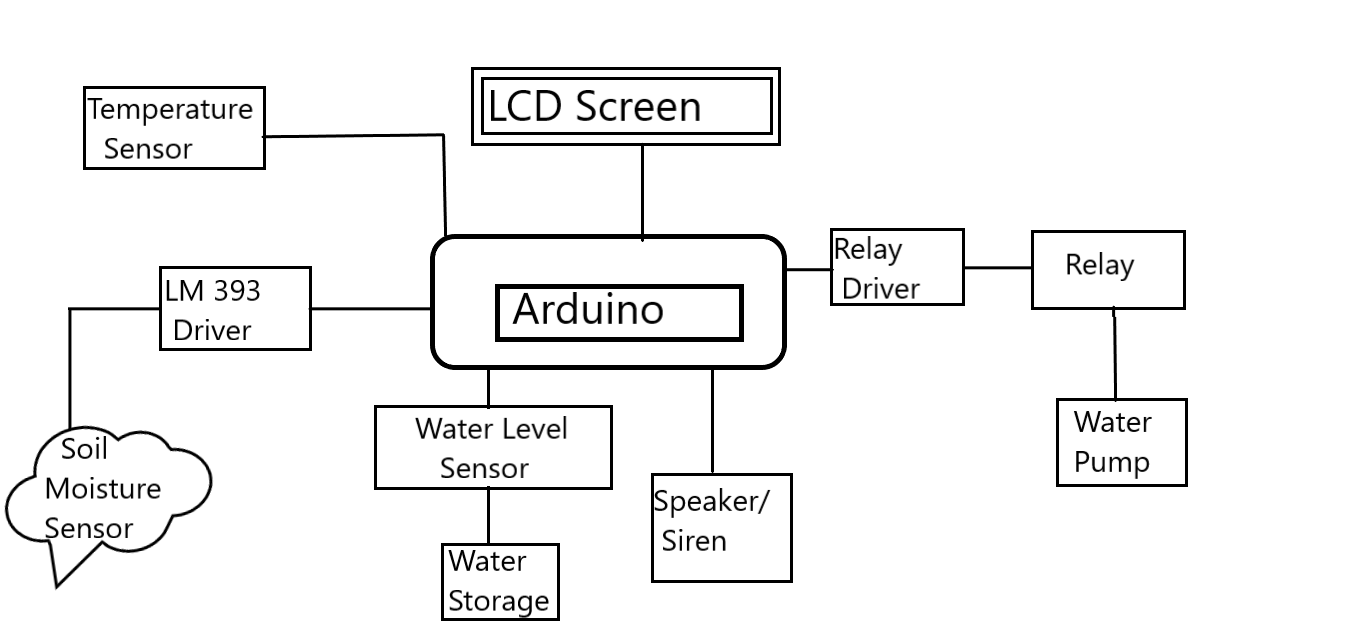 LCD Screen
Temperature
Sensor
Relay
Driver
Relay
LM 393
Driver
Arduino
Water Level
Sensor
Water
Pump
Soil
Moisture
Sensor
Speaker/
Siren
Water
Storage